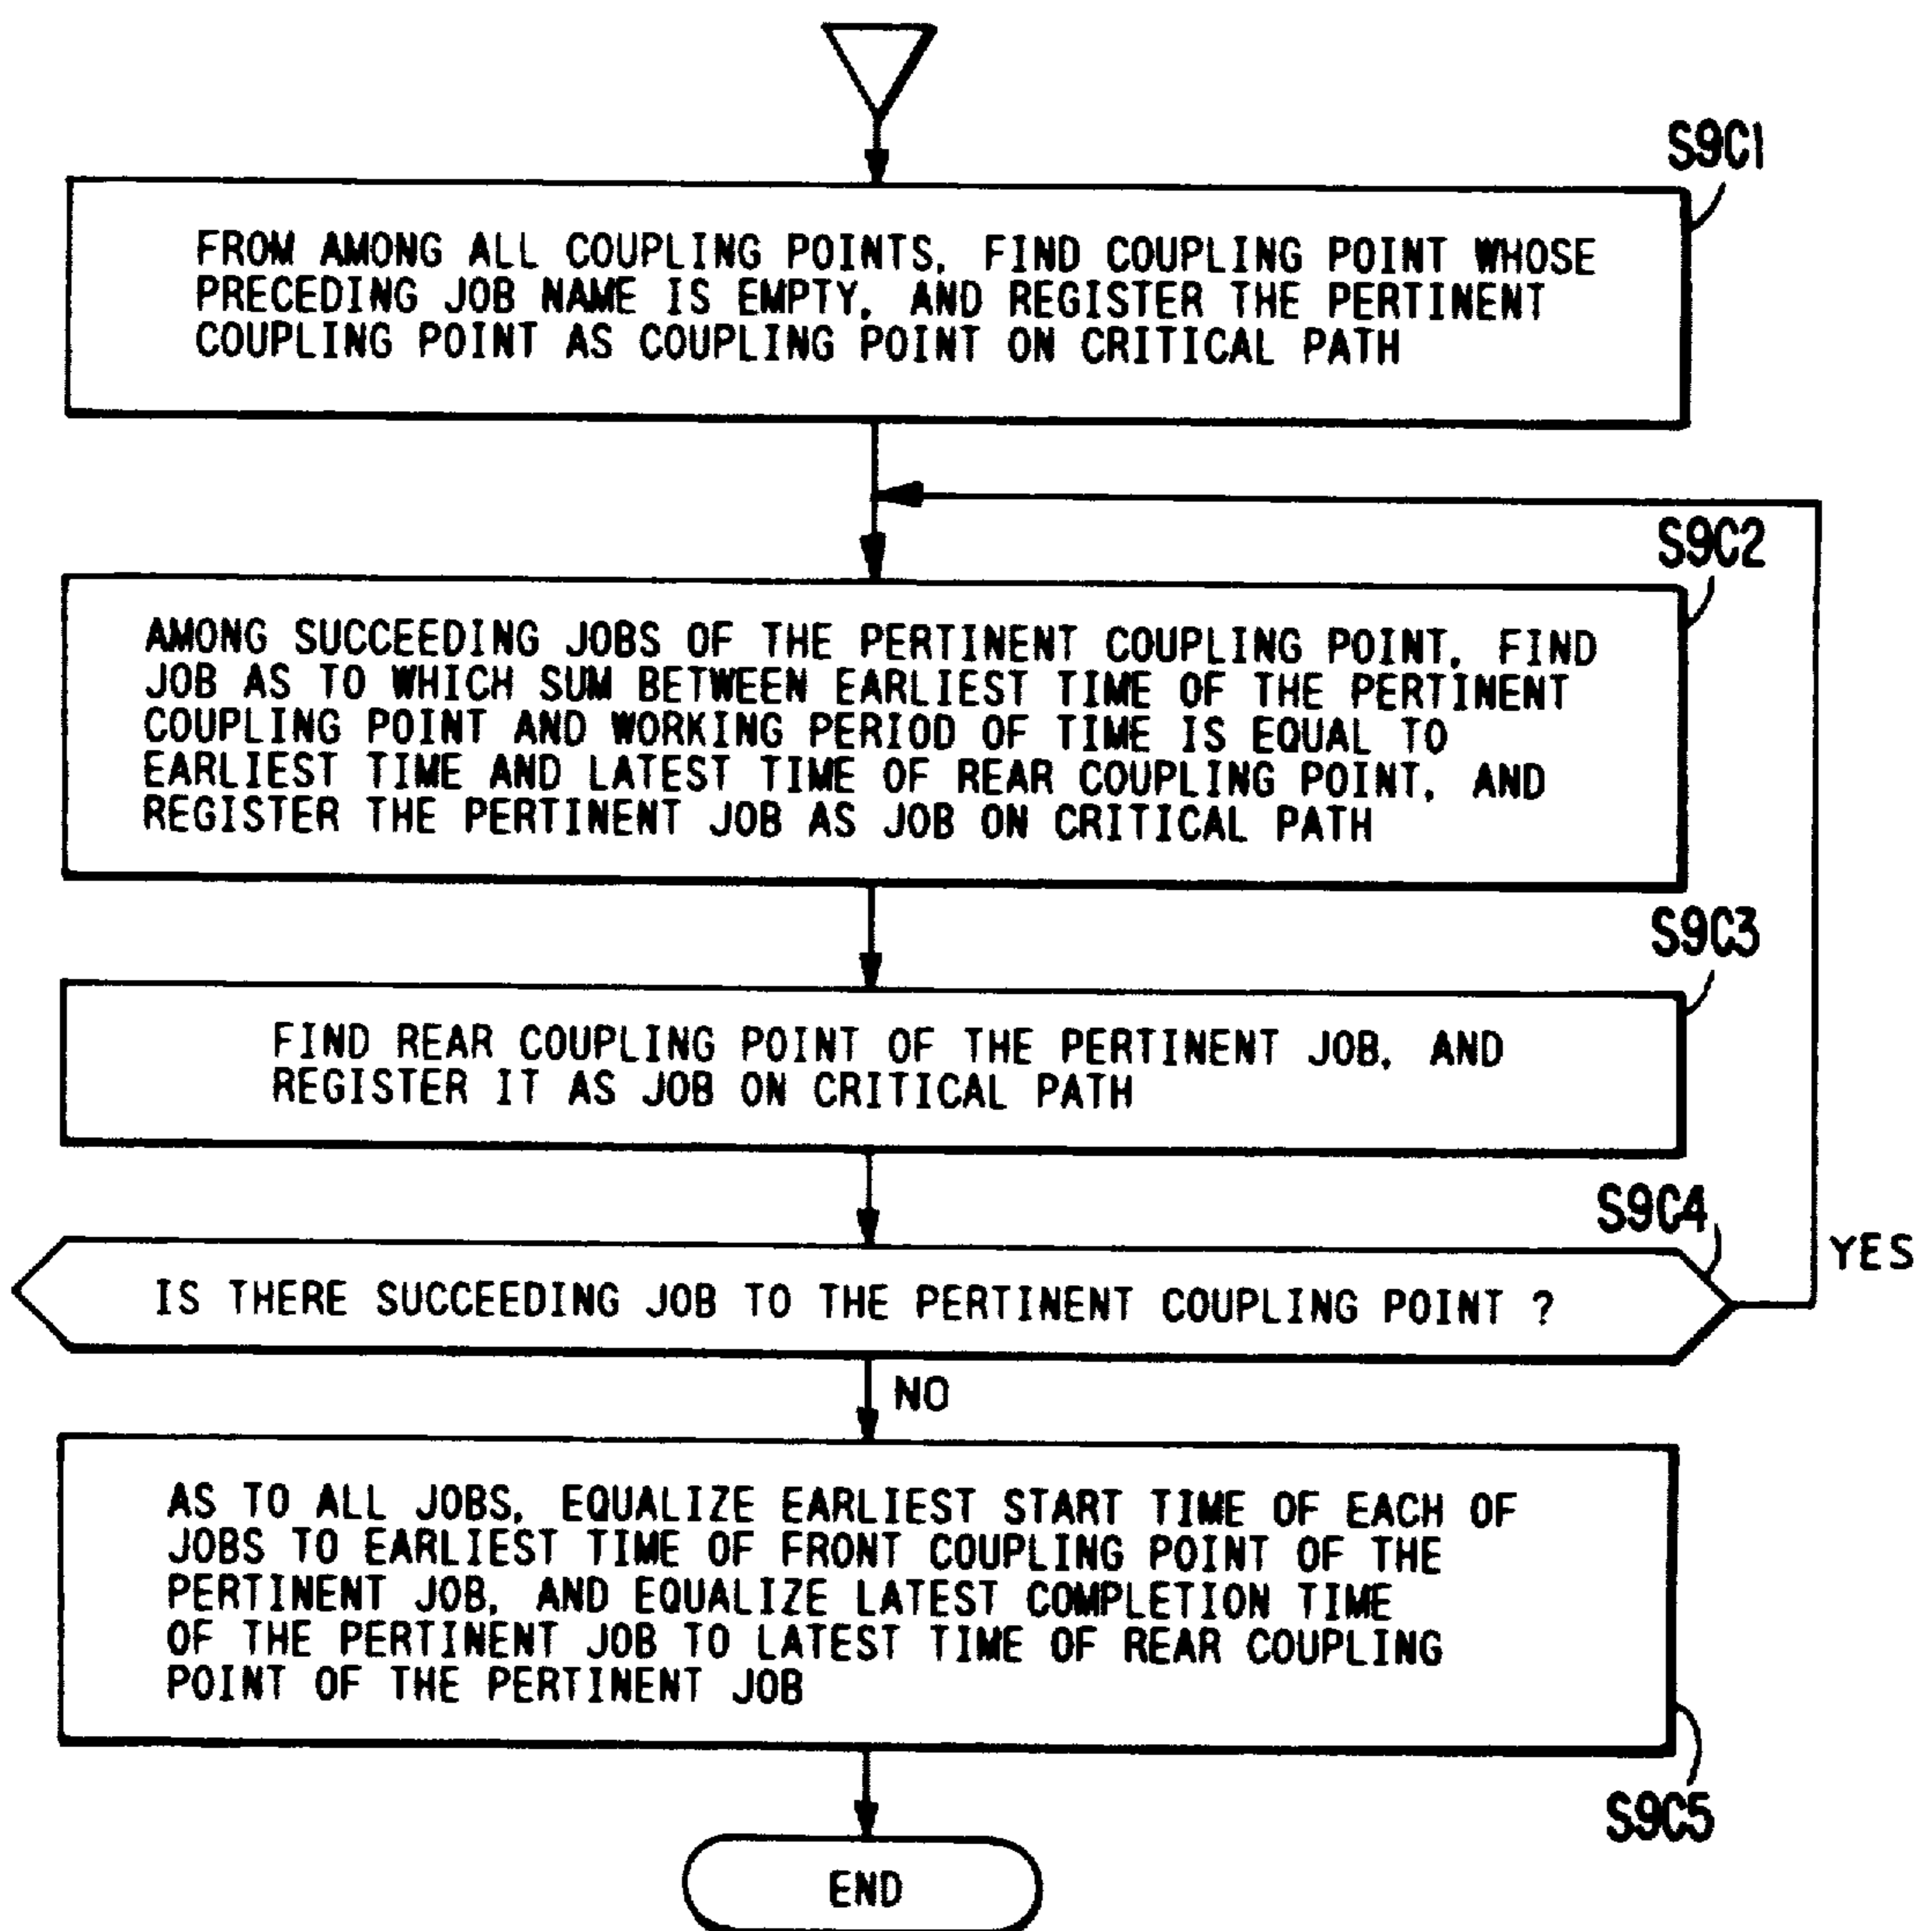 S9C1
FROM AMONG ALL COUPLING POINTS, FIND COUPLING POINT WHOSE
PRECEDING JOB NAME IS EMPTY, AND REGISTER THE PERTINENT
COUPLING POINT AS COUPLING POINT ON CRITICAL PATH
S9C2
AMONG SUCCEEDING JOBS OF THE PERTINENT COUPLING POINT, FIND
JOB AS TO WHICH SUM BETWEEN EARLIEST TIME OF THE PERTINENT
COUPLING POINT AND WORKING PERIOD OF TIME IS EQUAL TO
EARLIEST TIME AND LATEST TIME OF REAR COUPLING POINT, AND
REGISTER THE PERTINENT JOB AS JOB ON CRITICAL PATH
S9C3
FIND REAR COUPLING POINT OF THE PERTINENT JOB, AND
REGISTER IT AS JOB ON CRITICAL PATH
S9C4
YES
IS THERE SUCCEEDING JOB TO THE PERTINENT COUPLING POINT ?
NO
AS TO ALL JOBS, EQUALIZE EARLIEST START TIME OF EACH OF
JOBS TO EARLIEST TIME OF FRONT COUPLING POINT OF THE
PERTINENT JOB, AND EQUALIZE LATEST COMPLETION TIME
OF THE PERTINENT JOB TO LATEST TIME OF REAR COUPLING
POINT OF THE PERTINENT JOB
S9C5
END